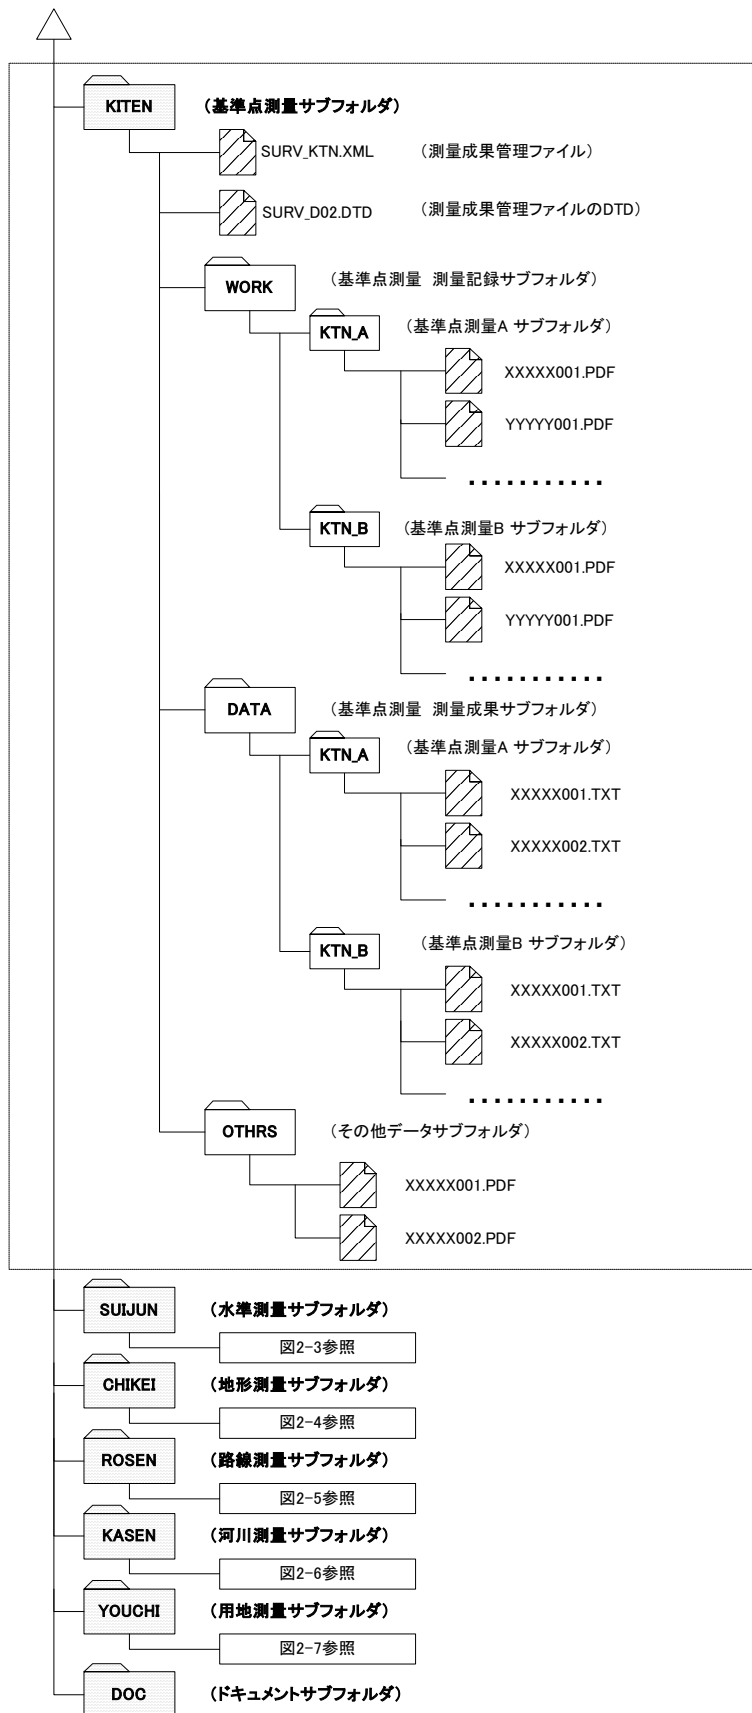 KITEN （基準点測量サブフォルダ）
SURV_KTN.XML （測量成果管理ファイル）
SURV_D02.DTD （測量成果管理ファイルのDTD）
WORK （基準点測量 測量記録サブフォルダ）
KTN_A （基準点測量A サブフォルダ）
XXXXX001.PDF
YYYYY001.PDF
...........
KTN_B （基準点測量B サブフォルダ）
XXXXX001.PDF
YYYYY001.PDF
...........
DATA （基準点測量 測量成果サブフォルダ）
KTN_A （基準点測量A サブフォルダ）
XXXXX001.TXT
XXXXX002.TXT
...........
KTN_B （基準点測量B サブフォルダ）
XXXXX001.TXT
XXXXX002.TXT
...........
OTHRS （その他データサブフォルダ）
XXXXX001.PDF
XXXXX002.PDF
SUIJUN （水準測量サブフォルダ）
図2-3参照
CHIKEI （地形測量サブフォルダ）
図2-4参照
ROSEN （路線測量サブフォルダ）
図2-5参照
KASEN （河川測量サブフォルダ）
図2-6参照
YOUCHI （用地測量サブフォルダ）
図2-7参照
DOC （ドキュメントサブフォルダ）